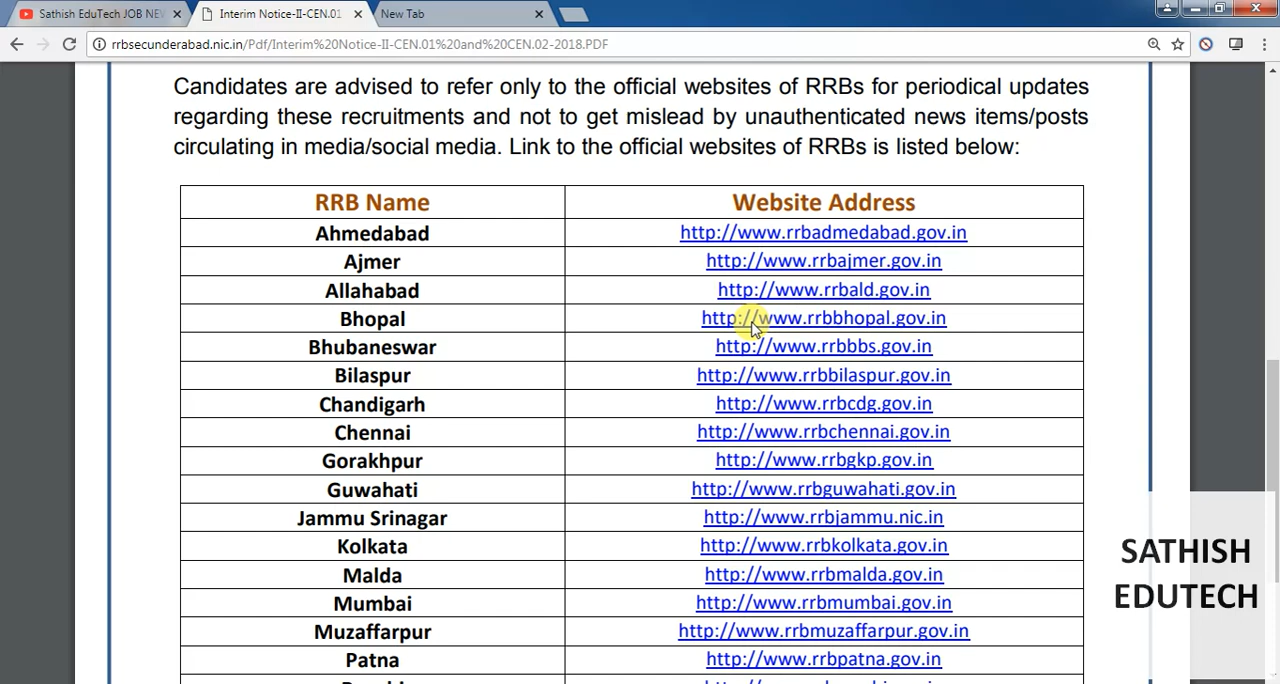 Sathish EduTech JOB NEW
Interim Notice-II-CEN.01
New Tab
rrbsecunderabad.nic.in/Pdf/Interim%20Notice-II-CEN.01%20and%20CEN.02-2018.PDF
Candidates are advised to refer only to the official websites of RRBs for periodical updates
regarding these recruitments and not to get mislead by unauthenticated news items/posts
circulating in media/social media. Link to the official websites of RRBs is listed below:
RRB Name Website Address
Ahmedabad http://www.rrbadmedabad.gov.in
Ajmer http://www.rrbajmer.gov.in
Allahabad http://www.rrbald.gov.in
Bhopal http://www.rrbbhopal.gov.in
Bhubaneswar http://www.rrbbbs.gov.in
Bilaspur http://www.rrbbilaspur.gov.in
Chandigarh http://www.rrbcdg.gov.in
Chennai http://www.rrbchennai.gov.in
Gorakhpur http://www.rrbgkp.gov.in
Guwahati http://www.rrbguwahati.gov.in
Jammu Srinagar http://www.rrbjammu.nic.in
Kolkata http://www.rrbkolkata.gov.in
Malda http://www.rrbmalda.gov.in
Mumbai http://www.rrbmumbai.gov.in
Muzaffarpur http://www.rrbmuzaffarpur.gov.in
Patna http://www.rrbpatna.gov.in
SATHISH
EDUTECH